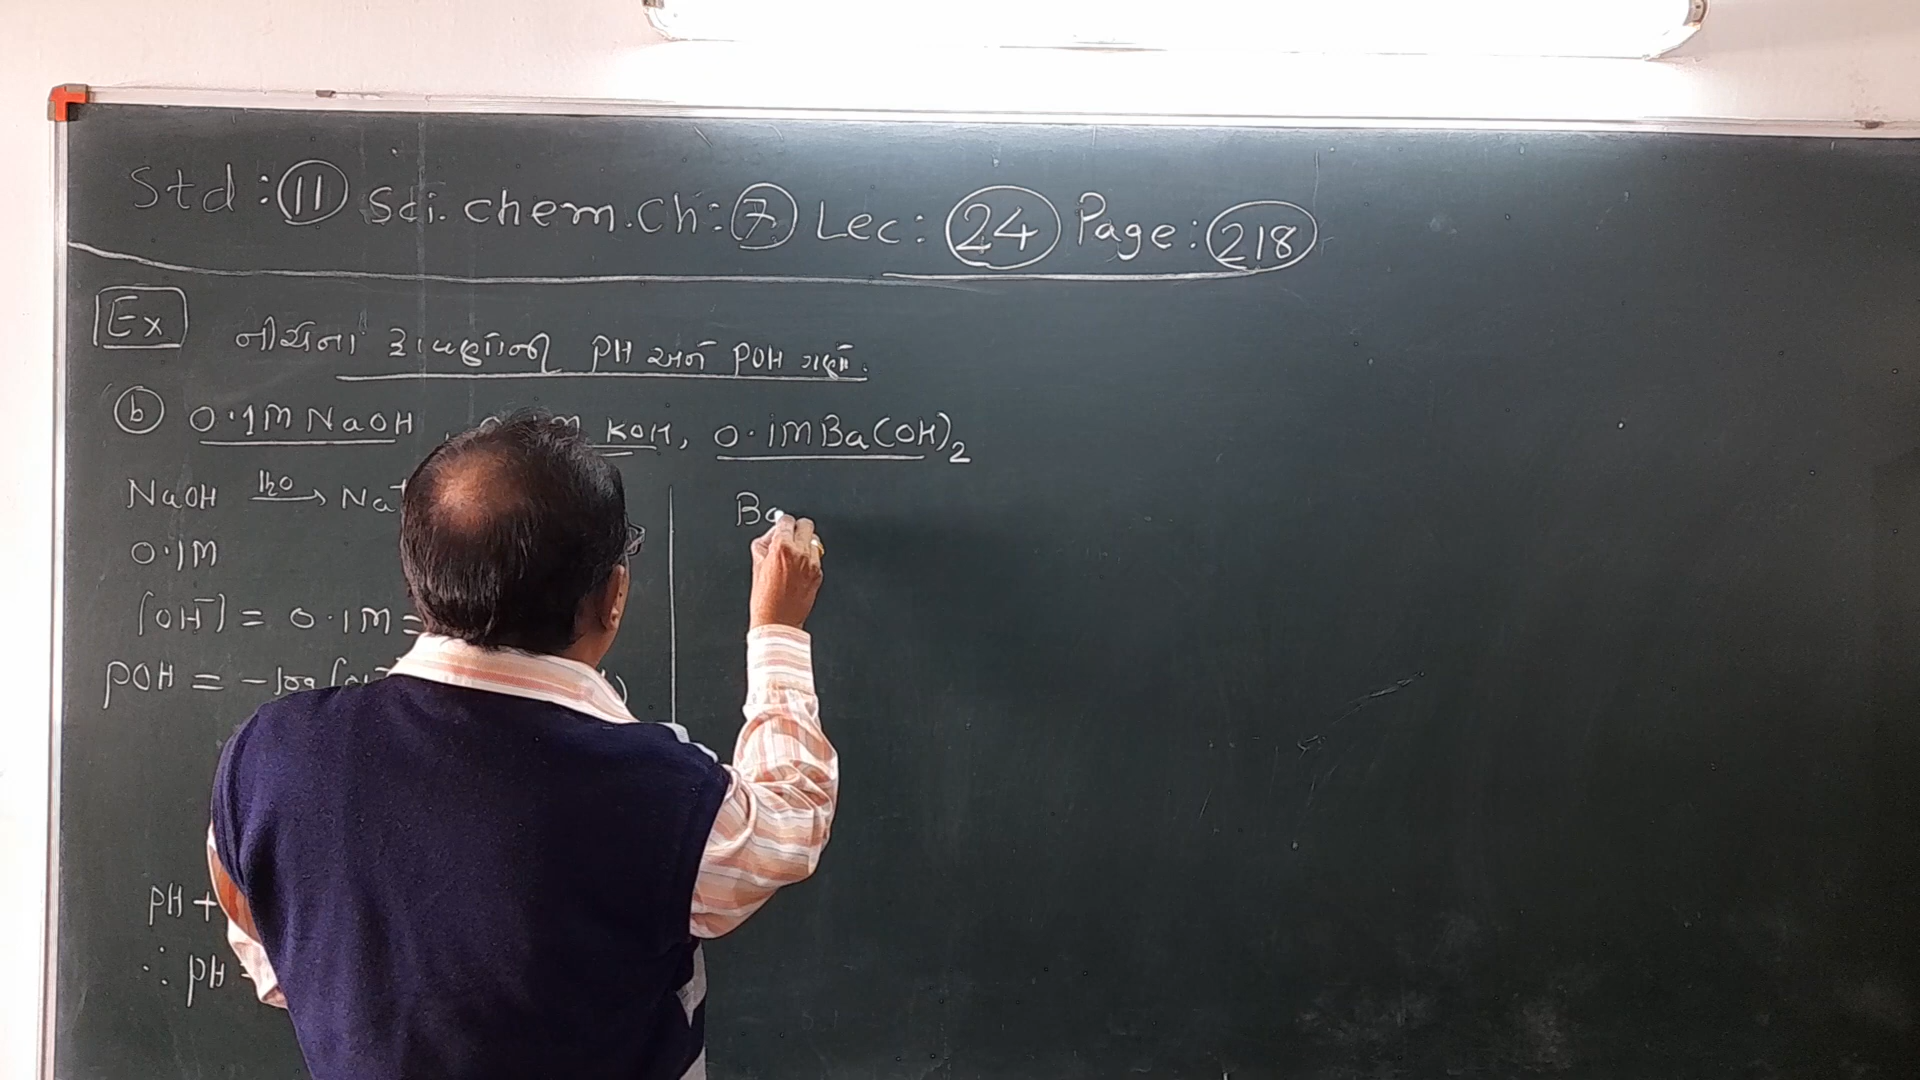 Std : 11 Sci. chem. Ch : 7 Lec : 24 Page : 218
Ex નીચેનાં દ્રાવણોની pH અને pOH ગણો.
b 0.1M NaOH, KOH, 0.1M Ba(OH)₂
NaOH H₂O → Na⁺
0.1M
[OH⁻] = 0.1M =
pOH = -log [OH⁻
pH +
∴ pH =
Ba